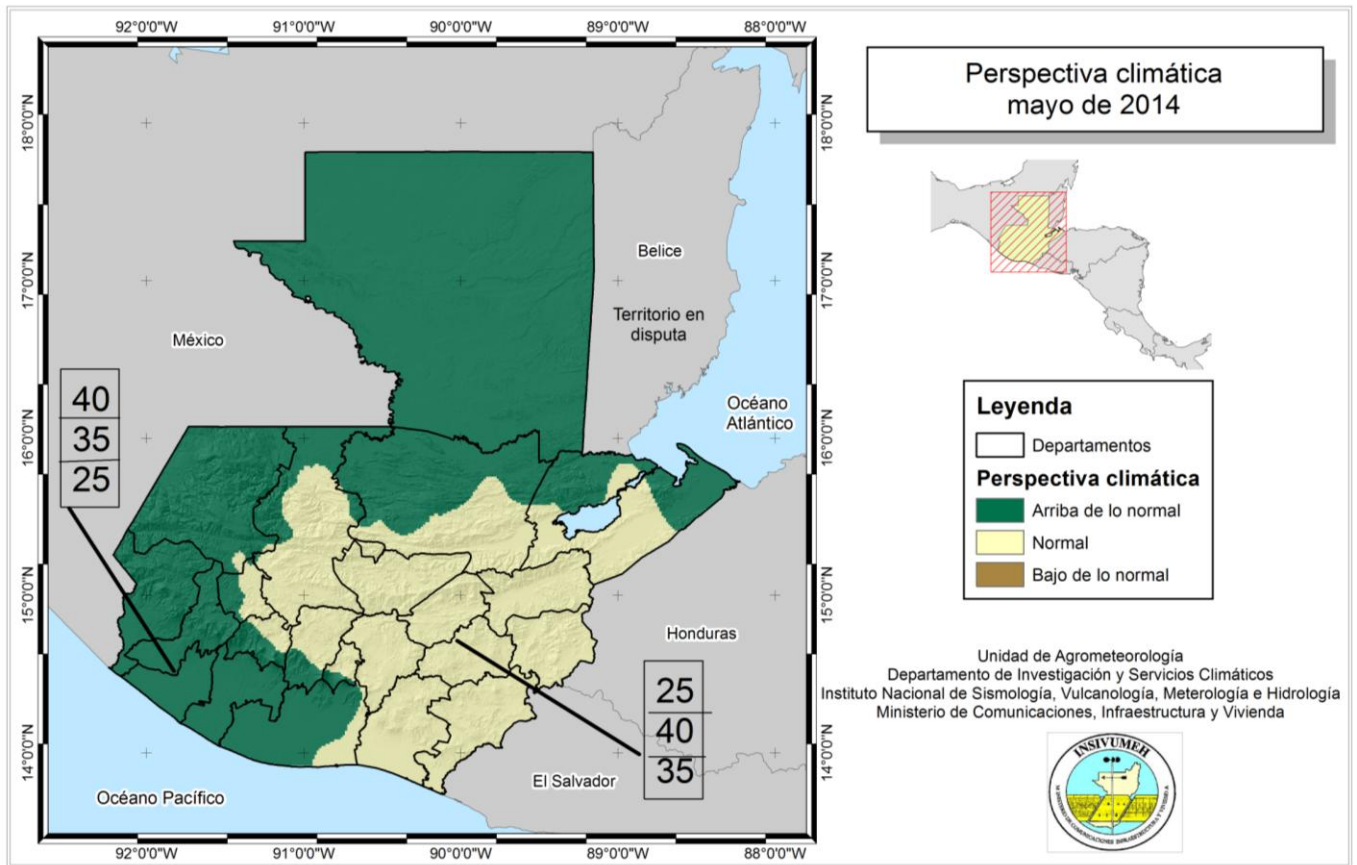 92°0'0"W
91°0'0"W
90°0'0"W
89°0'0"W
88°0'0"W
18°0'0"N
17°0'0"N
16°0'0"N
15°0'0"N
14°0'0"N
18°0'0"N
17°0'0"N
16°0'0"N
15°0'0"N
14°0'0"N
92°0'0"W
91°0'0"W
90°0'0"W
89°0'0"W
88°0'0"W
México
Belice
Territorio en
disputa
Océano
Atlántico
40
35
25
Honduras
25
40
35
El Salvador
Océano Pacífico
Perspectiva climática
mayo de 2014
Leyenda
Departamentos
Perspectiva climática
Arriba de lo normal
Normal
Bajo de lo normal
Unidad de Agrometeorología
Departamento de Investigación y Servicios Climáticos
Instituto Nacional de Sismología, Vulcanología, Meterología e Hidrología
Ministerio de Comunicaciones, Infraestructura y Vivienda
INSIVUMEH